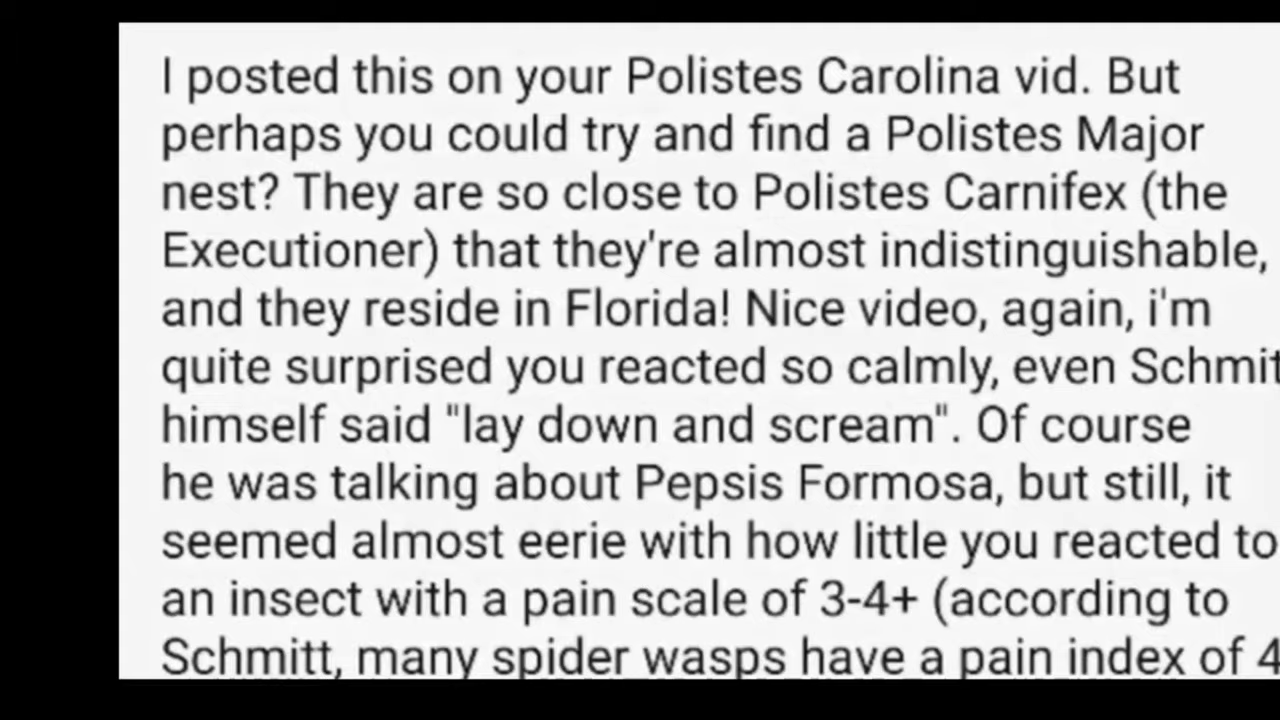 I posted this on your Polistes Carolina vid. But
perhaps you could try and find a Polistes Major
nest? They are so close to Polistes Carnifex (the
Executioner) that they're almost indistinguishable,
and they reside in Florida! Nice video, again, i'm
quite surprised you reacted so calmly, even Schmit
himself said "lay down and scream". Of course
he was talking about Pepsis Formosa, but still, it
seemed almost eerie with how little you reacted to
an insect with a pain scale of 3-4+ (according to
Schmitt, many spider wasps have a pain index of 4